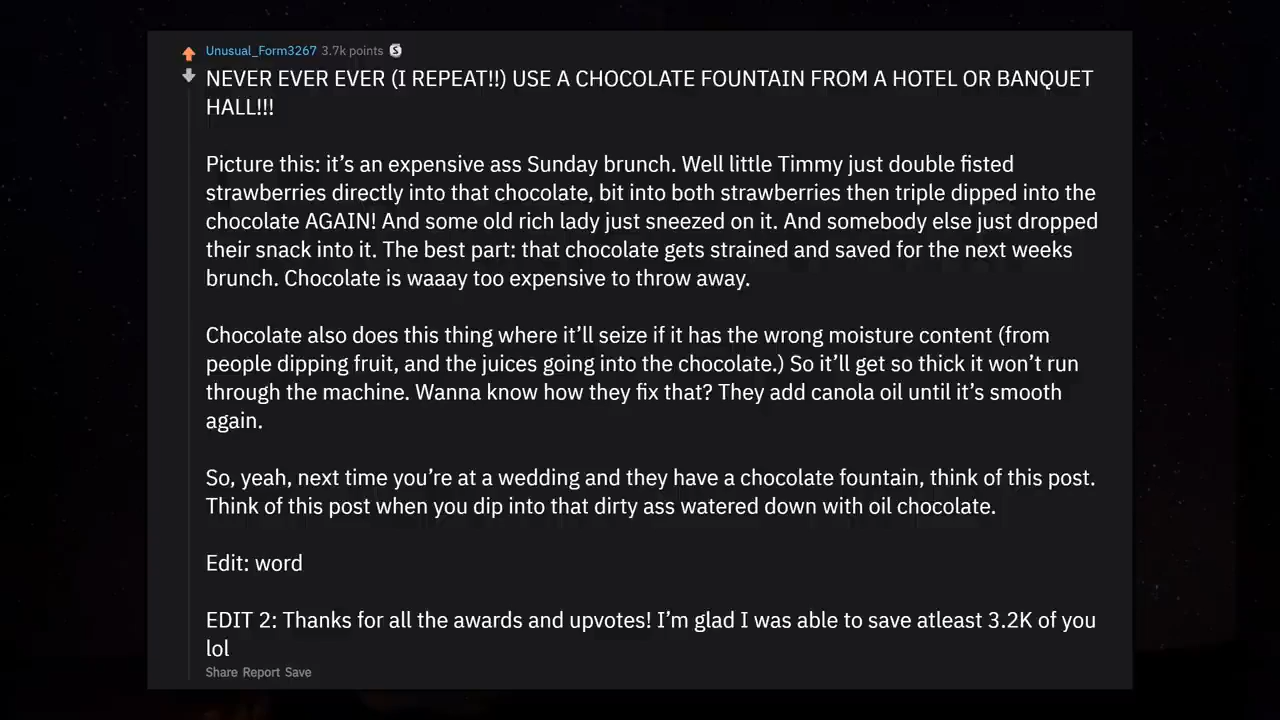 Unusual_Form3267 3.7k points S
NEVER EVER EVER (I REPEAT!!) USE A CHOCOLATE FOUNTAIN FROM A HOTEL OR BANQUET
HALL!!!
Picture this: it's an expensive ass Sunday brunch. Well little Timmy just double fisted
strawberries directly into that chocolate, bit into both strawberries then triple dipped into the
chocolate AGAIN! And some old rich lady just sneezed on it. And somebody else just dropped
their snack into it. The best part: that chocolate gets strained and saved for the next weeks
brunch. Chocolate is waaay too expensive to throw away.
Chocolate also does this thing where it'll seize if it has the wrong moisture content (from
people dipping fruit, and the juices going into the chocolate.) So it'll get so thick it won't run
through the machine. Wanna know how they fix that? They add canola oil until it's smooth
again.
So, yeah, next time you're at a wedding and they have a chocolate fountain, think of this post.
Think of this post when you dip into that dirty ass watered down with oil chocolate.
Edit: word
EDIT 2: Thanks for all the awards and upvotes! I'm glad I was able to save atleast 3.2K of you
lol
Share Report Save